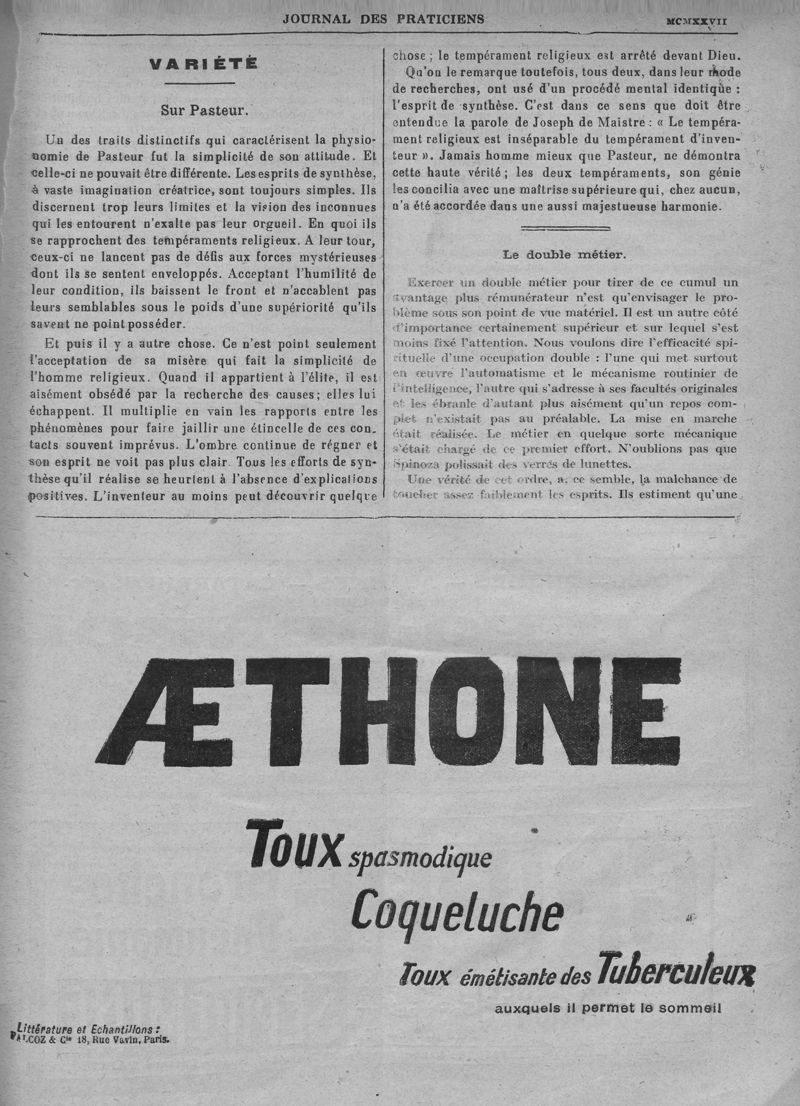 JOURNAL DES PRATICIENS
MCMXXVII
VARIÉTÉ
Sur Pasteur.
Un des traits distinctifs qui caractérisent la physio-
nomie de Pasteur fut la simplicité de son attitude. Et
celle-ci ne pouvait être différente. Les esprits de synthèse,
à vaste imagination créatrice, sont toujours simples. Ils
discernent trop leurs limites et la vision des inconnues
qui les entourent n'exalte pas leur orgueil. En quoi ils
se rapprochent des tempéraments religieux. A leur tour,
ceux-ci ne lancent pas de défis aux forces mystérieuses
dont ils se sentent enveloppés. Acceptant l'humilité de
leur condition, ils baissent le front et n'accablent pas
leurs semblables sous le poids d'une supériorité qu'ils
savent ne point posséder.
Et puis il y a autre chose. Ce n'est point seulement
l'acceptation de sa misère qui fait la simplicité de
l'homme religieux. Quand il appartient à l'élite, il est
aisément obsédé par la recherche des causes; elles lui
échappent. Il multiplie en vain les rapports entre les
phénomènes pour faire jaillir une étincelle de ces con-
tacts souvent imprévus. L'ombre continue de régner et
son esprit ne voit pas plus clair. Tous les efforts de syn-
thèse qu'il réalise se heurtent à l'absence d'explications
positives. L'inventeur au moins peut découvrir quelque
chose; le tempérament religieux est arrêté devant Dieu.
Qu'on le remarque toutefois, tous deux, dans leur mode
de recherches, ont usé d'un procédé mental identique :
l'esprit de synthèse. C'est dans ce sens que doit être
entendue la parole de Joseph de Maistre : « Le tempéra-
ment religieux est inséparable du tempérament d'inven-
teur ». Jamais homme mieux que Pasteur, ne démontra
cette haute vérité; les deux tempéraments, son génie
les concilia avec une maîtrise supérieure qui, chez aucun,
n'a été accordée dans une aussi majestueuse harmonie.
Le double métier.
Exercer un double métier pour tirer de ce cumul un
avantage plus rémunérateur n'est qu'envisager le pro-
blème sous son point de vue matériel. Il est un autre côté
d'importance certainement supérieur et sur lequel s'est
moins fixé l'attention. Nous voulons dire l'efficacité spi-
rituelle d'une occupation double : l'une qui met surtout
en œuvre l'automatisme et le mécanisme routinier de
l'intelligence, l'autre qui s'adresse à ses facultés originales
et les ébranle d'autant plus aisément qu'un repos com-
plet n'existait pas au préalable. La mise en marche
était réalisée. Le métier en quelque sorte mécanique
s'était chargé de ce premier effort. N'oublions pas que
Spinoza polissait des verres de lunettes.
Une vérité de cet ordre, a, ce semble, la malchance de
toucher assez faiblement les esprits. Ils estiment qu'une
ÆTHONE
Toux spasmodique
Coqueluche
Toux émétisante des Tuberculeux
auxquels il permet le sommeil
Littérature et Echantillons :
FALCOZ & Cie 18, Rue Vavin, Paris.